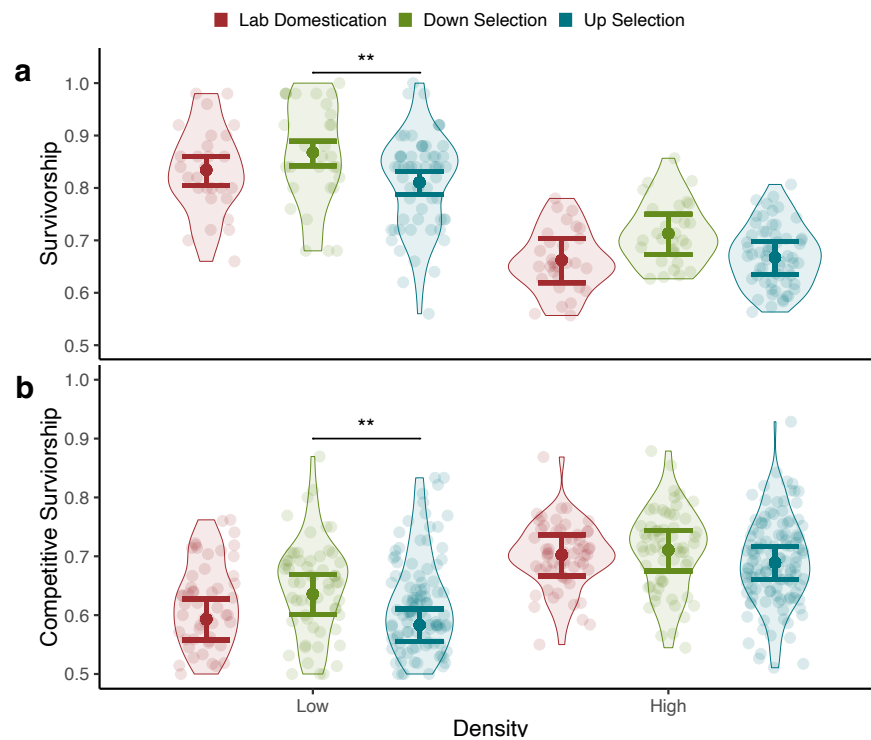 Lab Domestication Down Selection Up Selection
a
**
1.0
0.9
0.8
0.7
0.6
0.5
Survivorship
b
**
1.0
0.9
0.8
0.7
0.6
0.5
Competitive Surviorship
Low High
Density